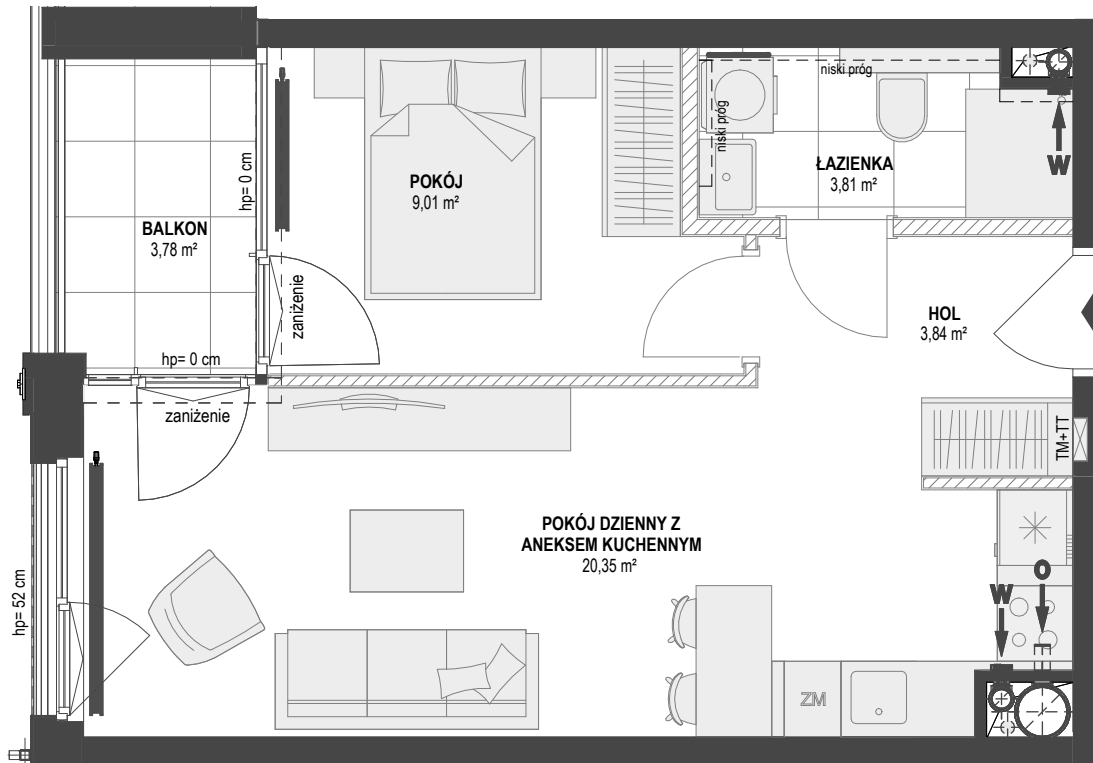 niski próg
niski próg
W
POKÓJ
9,01 m²
ŁAZIENKA
3,81 m²
hp= 0 cm
BALKON
3,78 m²
zaniżenie
HOL
3,84 m²
hp= 0 cm
zaniżenie
TM+TT
POKÓJ DZIENNY Z
ANEKSEM KUCHENNYM
20,35 m²
hp= 52 cm
W
O
ZM